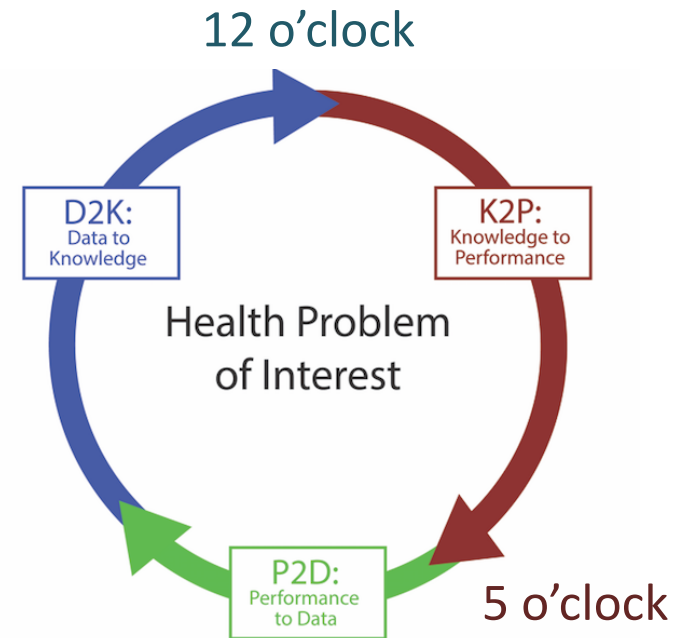 12 o’clock
D2K:
Data to
Knowledge
K2P:
Knowledge to
Performance
Health Problem
of Interest
P2D:
Performance
to Data
5 o’clock